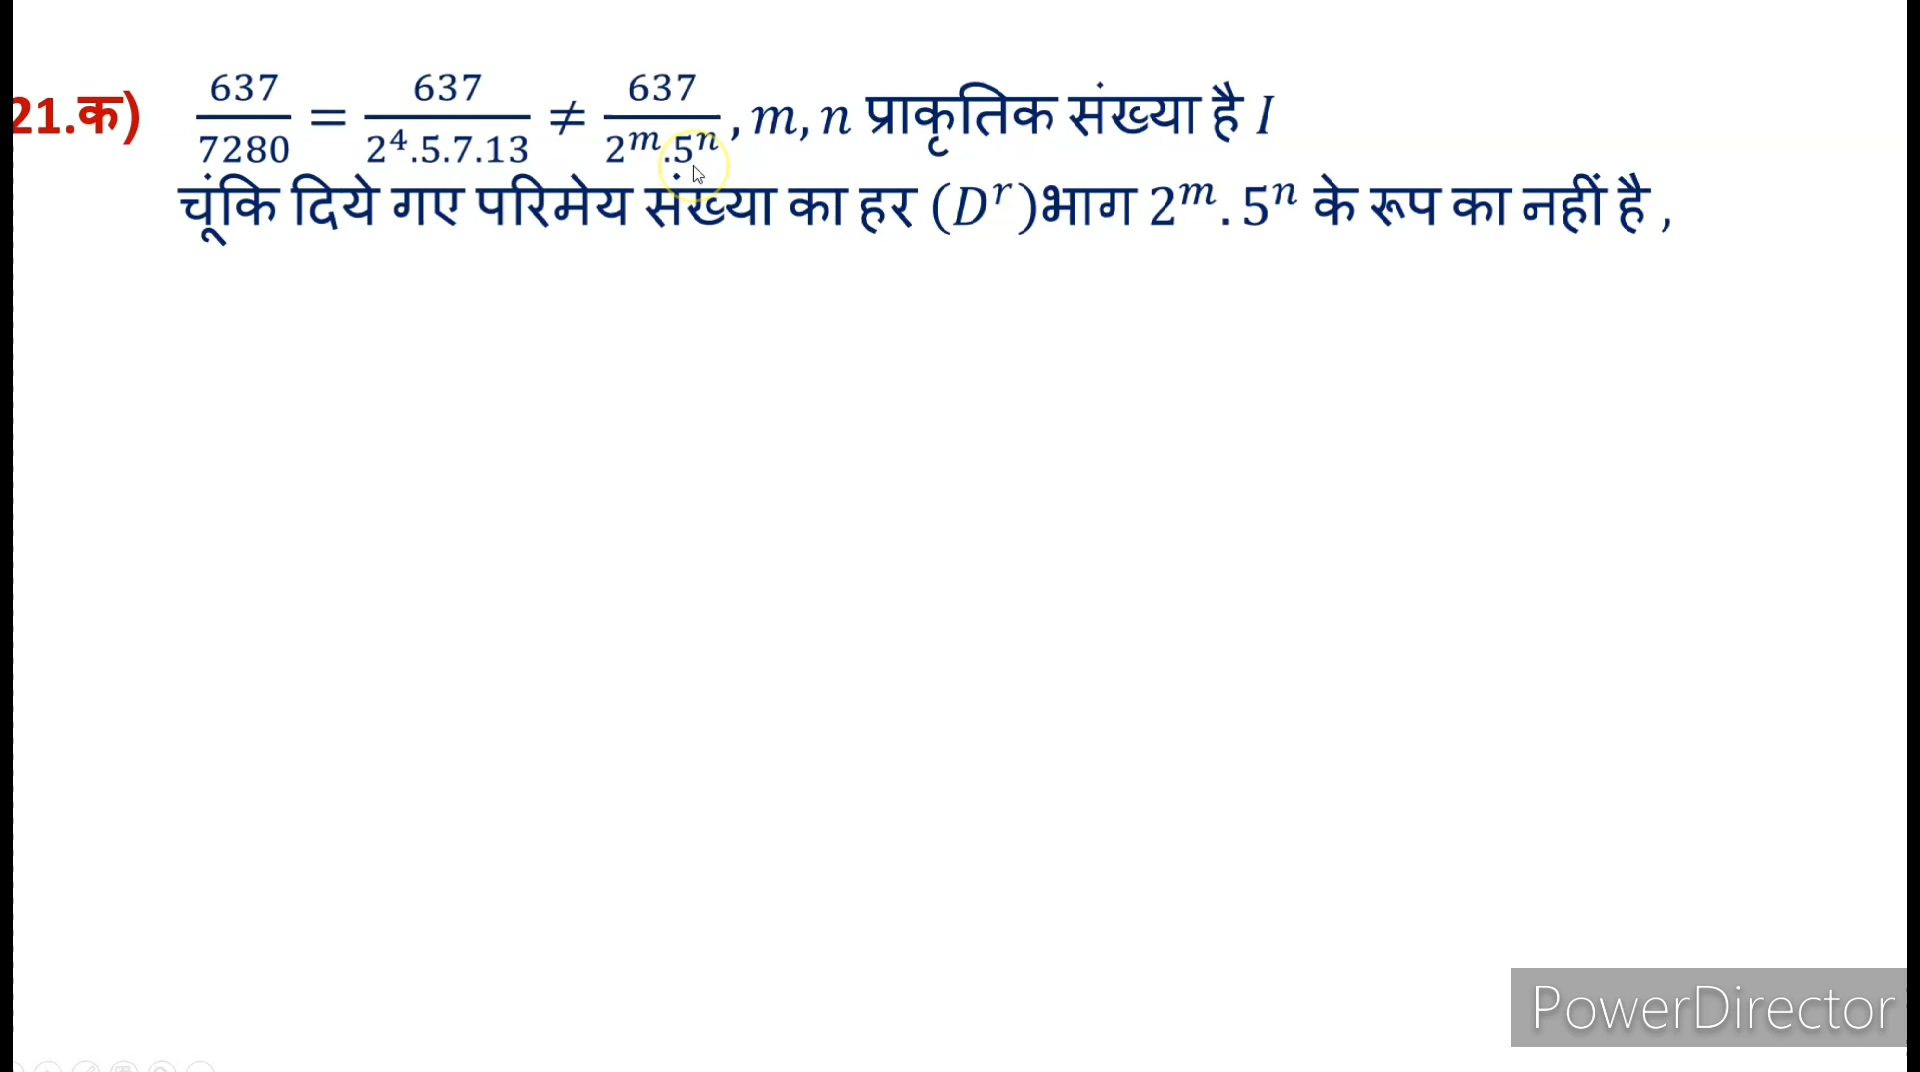 21.क) 637/7280 = 637/2⁴.5.7.13 ≠ 637/2ᵐ.5ⁿ , m, n प्राकृतिक संख्या है I
चूंकि दिये गए परिमेय संख्या का हर (Dʳ)भाग 2ᵐ. 5ⁿ के रूप का नहीं है ,
PowerDirector